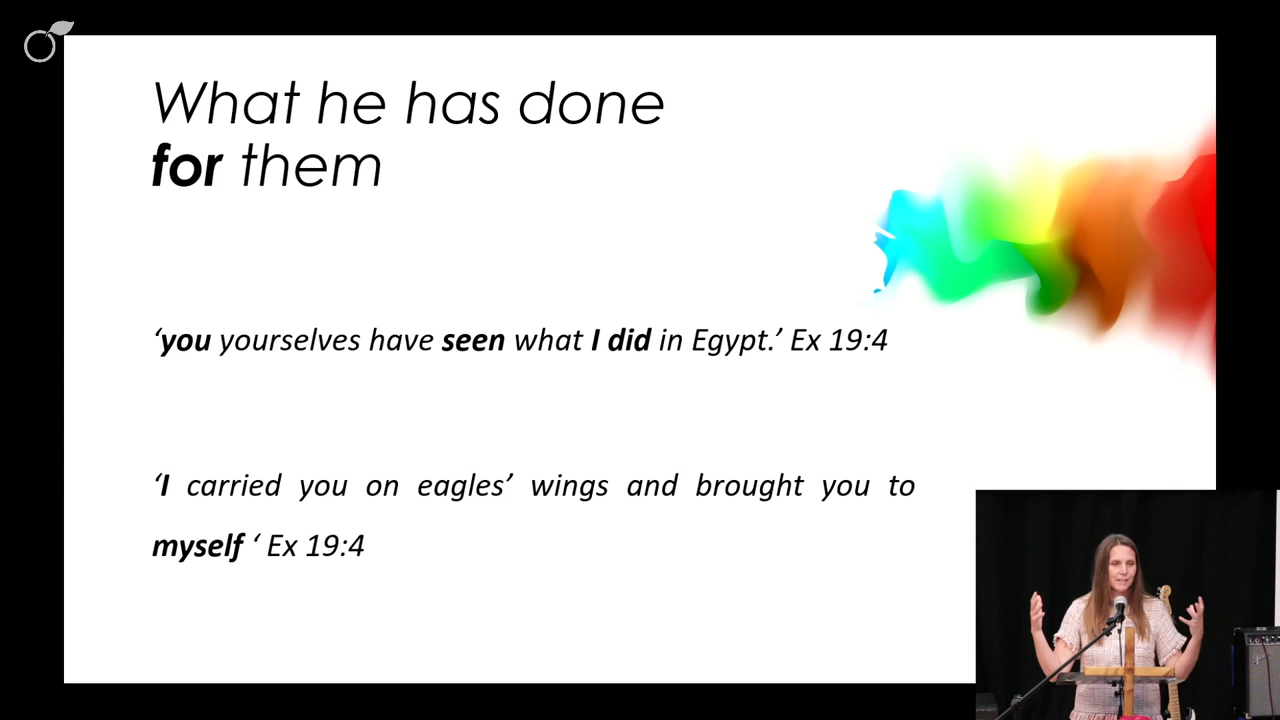 What he has done
for them
‘you yourselves have seen what I did in Egypt.’ Ex 19:4
‘I carried you on eagles’ wings and brought you to
myself ‘ Ex 19:4